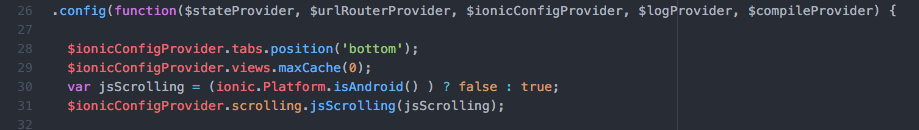 26 .config(function($stateProvider, $urlRouterProvider, $ionicConfigProvider, $logProvider, $compileProvider) {
27
28 $ionicConfigProvider.tabs.position('bottom');
29 $ionicConfigProvider.views.maxCache(0);
30 var jsScrolling = (ionic.Platform.isAndroid() ) ? false : true;
31 $ionicConfigProvider.scrolling.jsScrolling(jsScrolling);
32